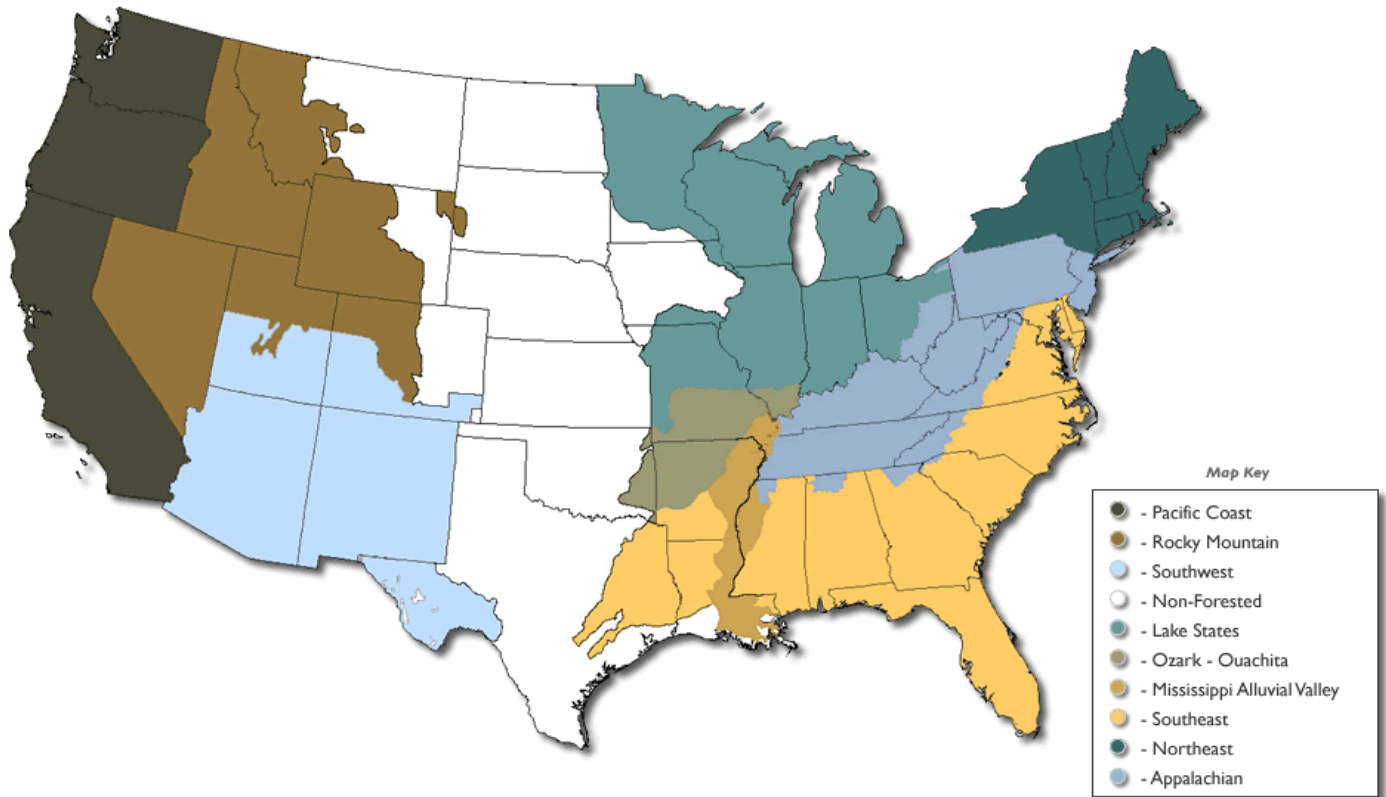 Map Key
- Pacific Coast
- Rocky Mountain
- Southwest
- Non-Forested
- Lake States
- Ozark - Ouachita
- Mississippi Alluvial Valley
- Southeast
- Northeast
- Appalachian